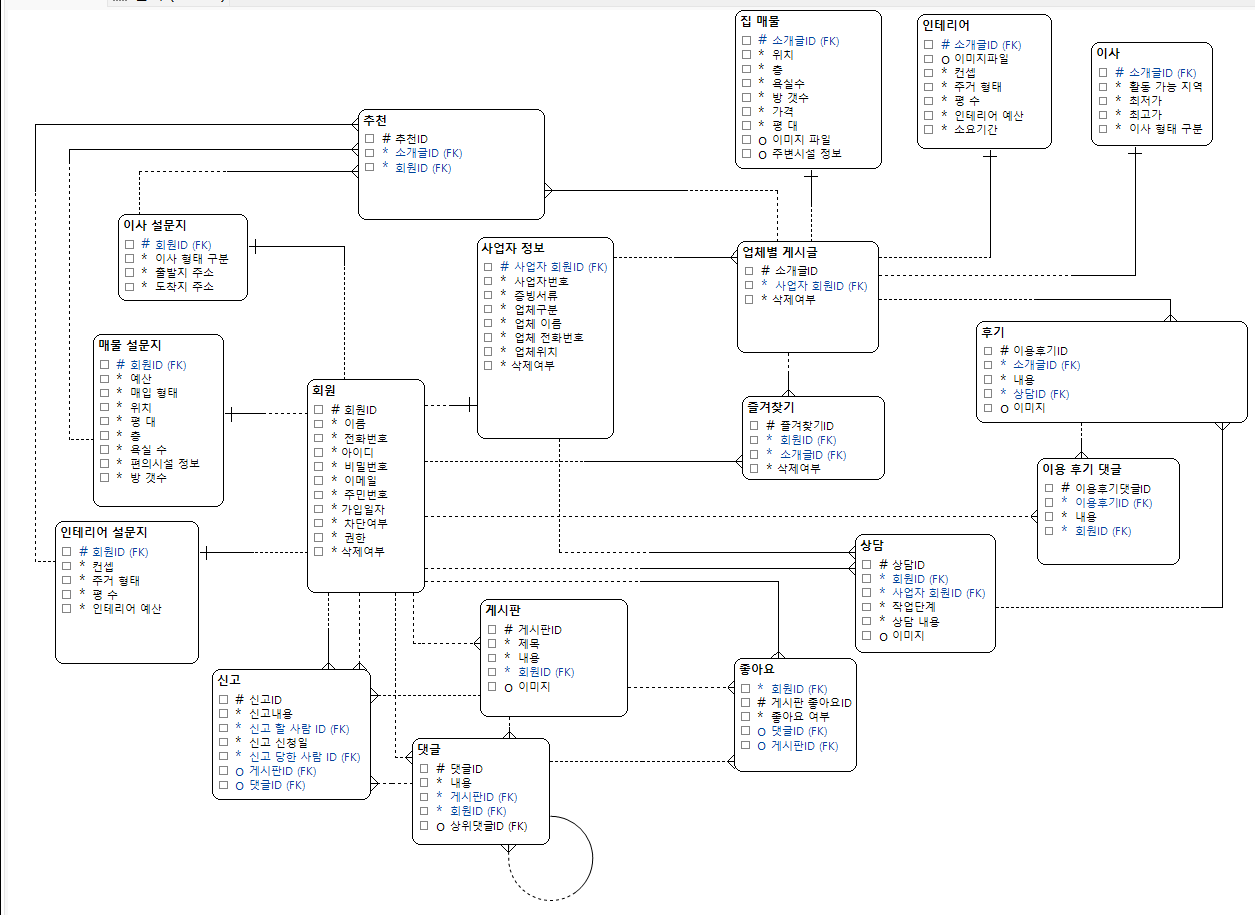 집 매물
# 소개글ID (FK)
* 위치
* 층
* 욕실수
* 방 갯수
* 가격
* 평 대
O 이미지 파일
O 주변시설 정보
인테리어
# 소개글ID (FK)
O 이미지파일
* 컨셉
* 주거 형태
* 평 수
* 인테리어 예산
* 소요기간
이사
# 소개글ID (FK)
* 활동 가능 지역
* 최저가
* 최고가
* 이사 형태 구분
추천
# 추천ID
* 소개글ID (FK)
* 회원ID (FK)
이사 설문지
# 회원ID (FK)
* 이사 형태 구분
* 출발지 주소
* 도착지 주소
사업자 정보
# 사업자 회원ID (FK)
* 사업자번호
* 증빙서류
* 업체구분
* 업체 이름
* 업체 전화번호
* 업체위치
* 삭제여부
업체별 게시글
# 소개글ID
* 사업자 회원ID (FK)
* 삭제여부
후기
# 이용후기ID
* 소개글ID (FK)
* 내용
* 상담ID (FK)
O 이미지
매물 설문지
# 회원ID (FK)
* 예산
* 매입 형태
* 위치
* 평 대
* 층
* 욕실 수
* 편의시설 정보
* 방 갯수
회원
# 회원ID
* 이름
* 전화번호
* 아이디
* 비밀번호
* 이메일
* 주민번호
* 가입일자
* 차단여부
* 권한
* 삭제여부
즐겨찾기
# 즐겨찾기ID
* 회원ID (FK)
* 소개글ID (FK)
* 삭제여부
이용 후기 댓글
# 이용후기댓글ID
* 이용후기ID (FK)
* 내용
* 회원ID (FK)
인테리어 설문지
# 회원ID (FK)
* 컨셉
* 주거 형태
* 평 수
* 인테리어 예산
상담
# 상담ID
* 회원ID (FK)
* 사업자 회원ID (FK)
* 작업단계
* 상담 내용
O 이미지
게시판
# 게시판ID
* 제목
* 내용
* 회원ID (FK)
O 이미지
신고
# 신고ID
* 신고내용
* 신고 할 사람 ID (FK)
* 신고 신청일
* 신고 당한 사람 ID (FK)
O 게시판ID (FK)
O 댓글ID (FK)
좋아요
* 회원ID (FK)
# 게시판 좋아요ID
* 좋아요 여부
O 댓글ID (FK)
O 게시판ID (FK)
댓글
# 댓글ID
* 내용
* 게시판ID (FK)
* 회원ID (FK)
O 상위댓글ID (FK)